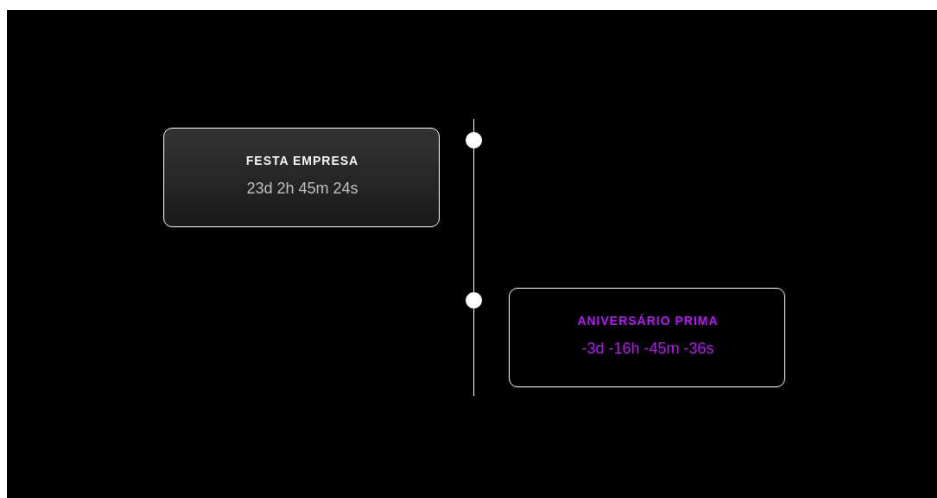 FESTA EMPRESA
23d 2h 45m 24s
ANIVERSÁRIO PRIMA
-3d -16h -45m -36s